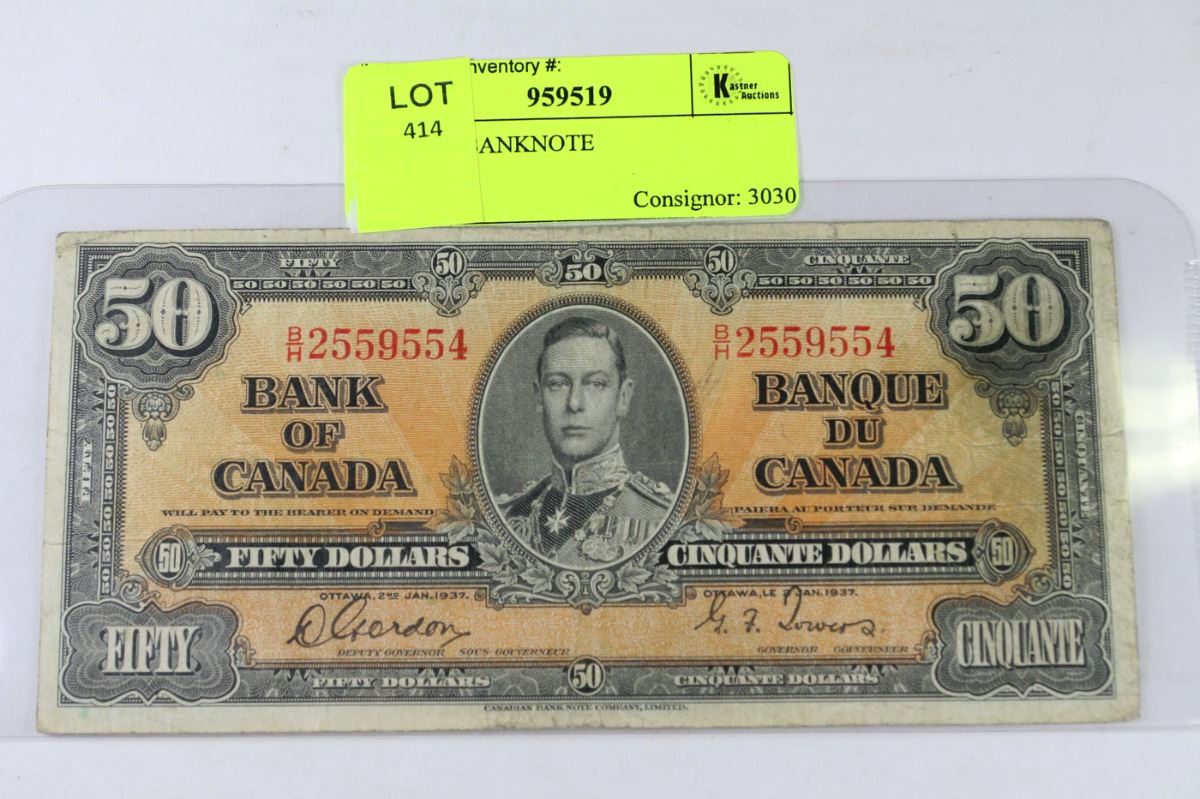 nventory #:
LOT 959519 Kastner Auctions
414
BANKNOTE
Consignor: 3030
FIFTY 50 50 50 CINQUANTE
50 50 50 50 50 50 50 50 50 50 50 50
50 50
B/H 2559554 B/H 2559554
BANK BANQUE
OF DU
CANADA CANADA
FIFTY CINQUANTE
WILL PAY TO THE BEARER ON DEMAND PAIERA AU PORTEUR SUR DEMANDE
50 FIFTY DOLLARS CINQUANTE DOLLARS 50
OTTAWA, 2ND JAN. 1937. OTTAWA, LE 2 JAN. 1937.
D Gordon G. F. Towers.
DEPUTY GOVERNOR SOUS-GOUVERNEUR GOVERNOR GOUVERNEUR
FIFTY CINQUANTE
FIFTY DOLLARS 50 CINQUANTE DOLLARS
CANADIAN BANK NOTE COMPANY, LIMITED.